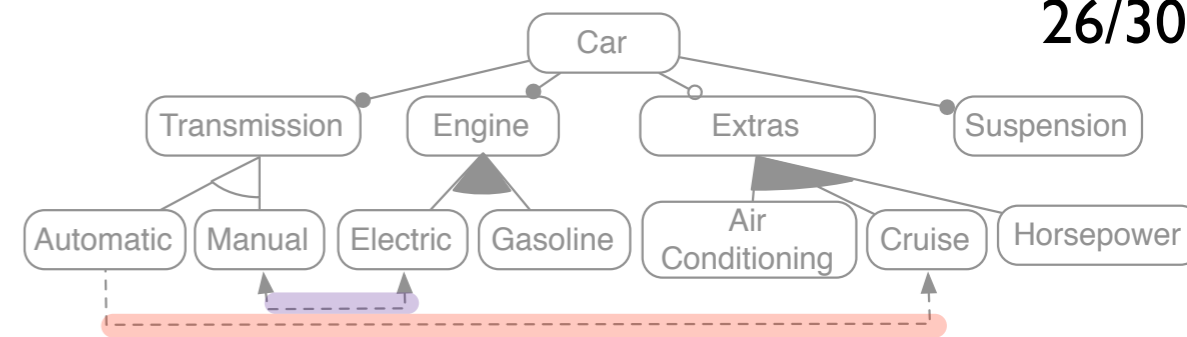 26/30
Car
Transmission
Engine
Extras
Suspension
Automatic
Manual
Electric
Gasoline
Air
Conditioning
Cruise
Horsepower